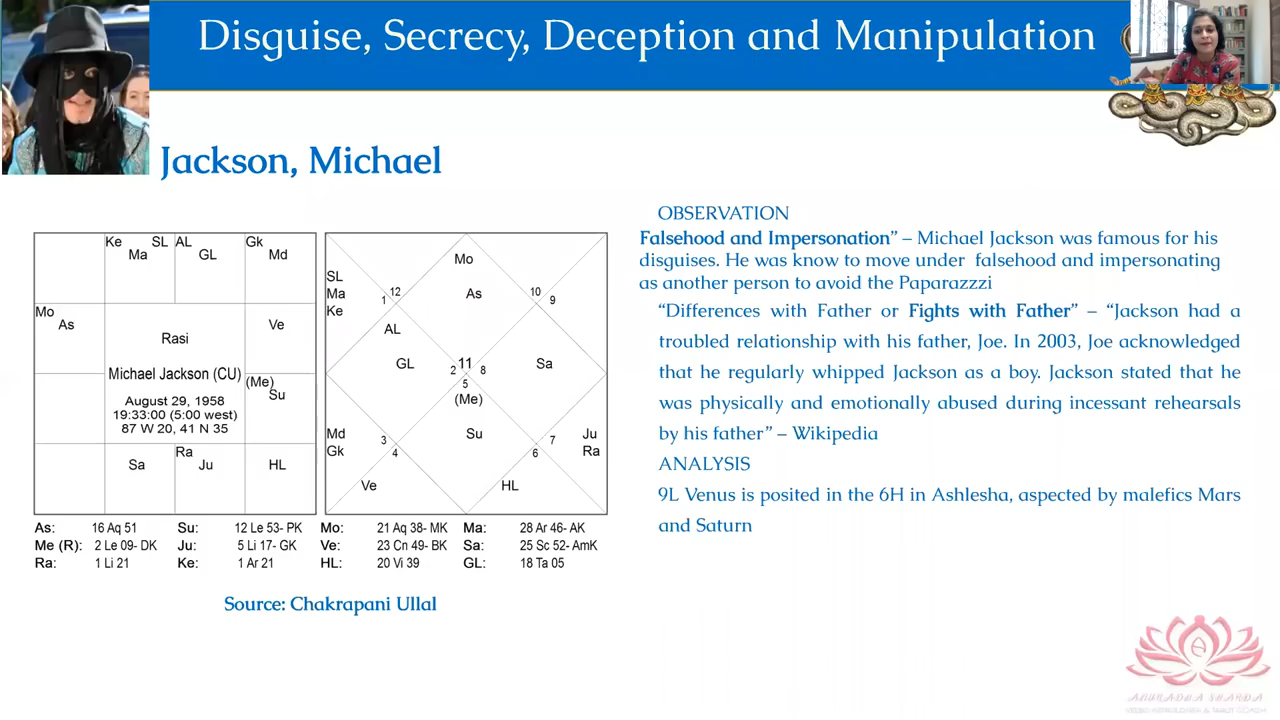 Disguise, Secrecy, Deception and Manipulation
Jackson, Michael
Ke SL AL Gk
Ma GL Md
Mo
As Ve
Rasi
Michael Jackson (CU) (Me)
Su
August 29, 1958
19:33:00 (5:00 west)
87 W 20, 41 N 35
Ra
Sa Ju HL
Mo
SL
Ma As
Ke
1 12 10 9
AL
GL 2 11 8 Sa
5
(Me)
Md Su Ju
Gk 3 4 7 6 Ra
Ve HL
As: 16 Aq 51 Su: 12 Le 53- PK Mo: 21 Aq 38- MK Ma: 28 Ar 46- AK
Me (R): 2 Le 09- DK Ju: 5 Li 17- GK Ve: 23 Cn 49- BK Sa: 25 Sc 52- AmK
Ra: 1 Li 21 Ke: 1 Ar 21 HL: 20 Vi 39 GL: 18 Ta 05
Source: Chakrapani Ullal
OBSERVATION
Falsehood and Impersonation” – Michael Jackson was famous for his
disguises. He was know to move under falsehood and impersonating
as another person to avoid the Paparazzzi
“Differences with Father or Fights with Father” – “Jackson had a
troubled relationship with his father, Joe. In 2003, Joe acknowledged
that he regularly whipped Jackson as a boy. Jackson stated that he
was physically and emotionally abused during incessant rehearsals
by his father” – Wikipedia
ANALYSIS
9L Venus is posited in the 6H in Ashlesha, aspected by malefics Mars
and Saturn